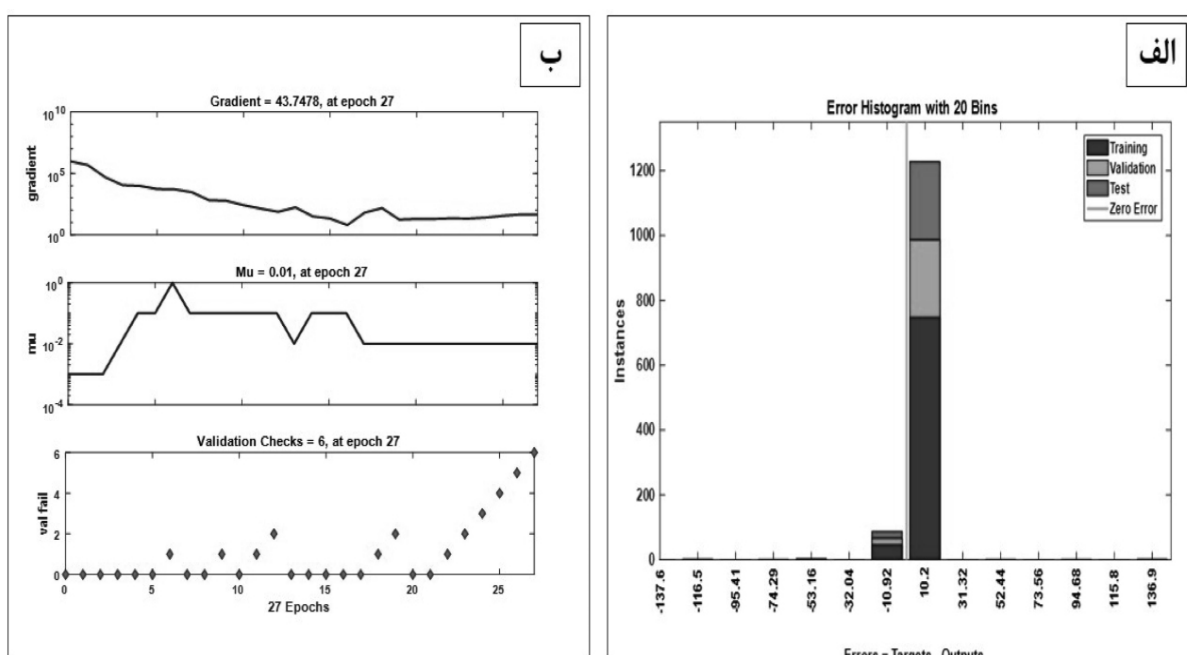 ب
Gradient = 43.7478, at epoch 27
10^10
10^5
10^0
gradient
Mu = 0.01, at epoch 27
10^0
10^-2
10^-4
mu
Validation Checks = 6, at epoch 27
6
4
2
0
val fail
0 5 10 15 20 25
27 Epochs
الف
Error Histogram with 20 Bins
Training
Validation
Test
Zero Error
1200
1000
800
600
400
200
0
Instances
-137.6 -116.5 -95.41 -74.29 -53.16 -32.04 -10.92 10.2 31.32 52.44 73.56 94.68 115.8 136.9
Errors = Targets - Outputs